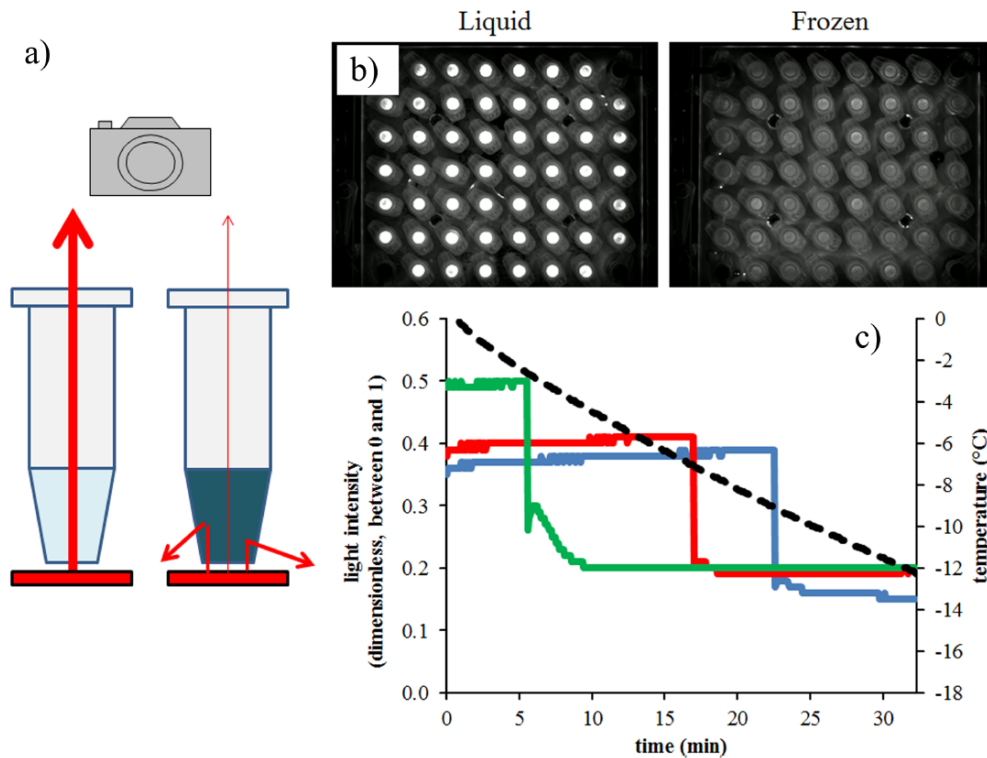 a)
Liquid
Frozen
b)
c)
0.6
0.5
0.4
0.3
0.2
0.1
0.0
light intensity
(dimensionless, between 0 and 1)
0
-2
-4
-6
-8
-10
-12
-14
-16
-18
temperature (°C)
0
5
10
15
20
25
30
time (min)